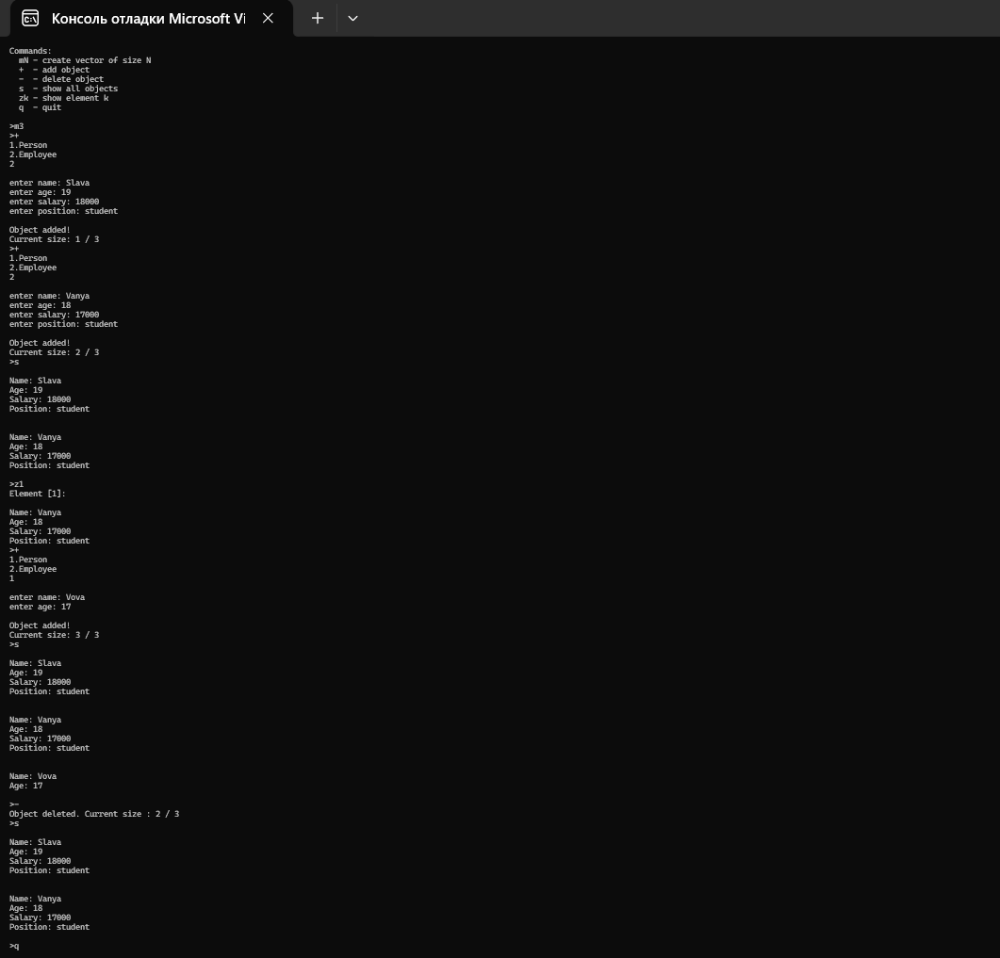 Консоль отладки Microsoft Vi
Commands:
mN - create vector of size N
+ - add object
- - delete object
s - show all objects
zk - show element k
q - quit
>m3
>+
1.Person
2.Employee
2
enter name: Slava
enter age: 19
enter salary: 18000
enter position: student
Object added!
Current size: 1 / 3
>+
1.Person
2.Employee
2
enter name: Vanya
enter age: 18
enter salary: 17000
enter position: student
Object added!
Current size: 2 / 3
>s
Name: Slava
Age: 19
Salary: 18000
Position: student
Name: Vanya
Age: 18
Salary: 17000
Position: student
>z1
Element [1]:
Name: Vanya
Age: 18
Salary: 17000
Position: student
>+
1.Person
2.Employee
1
enter name: Vova
enter age: 17
Object added!
Current size: 3 / 3
>s
Name: Slava
Age: 19
Salary: 18000
Position: student
Name: Vanya
Age: 18
Salary: 17000
Position: student
Name: Vova
Age: 17
>-
Object deleted. Current size : 2 / 3
>s
Name: Slava
Age: 19
Salary: 18000
Position: student
Name: Vanya
Age: 18
Salary: 17000
Position: student
>q